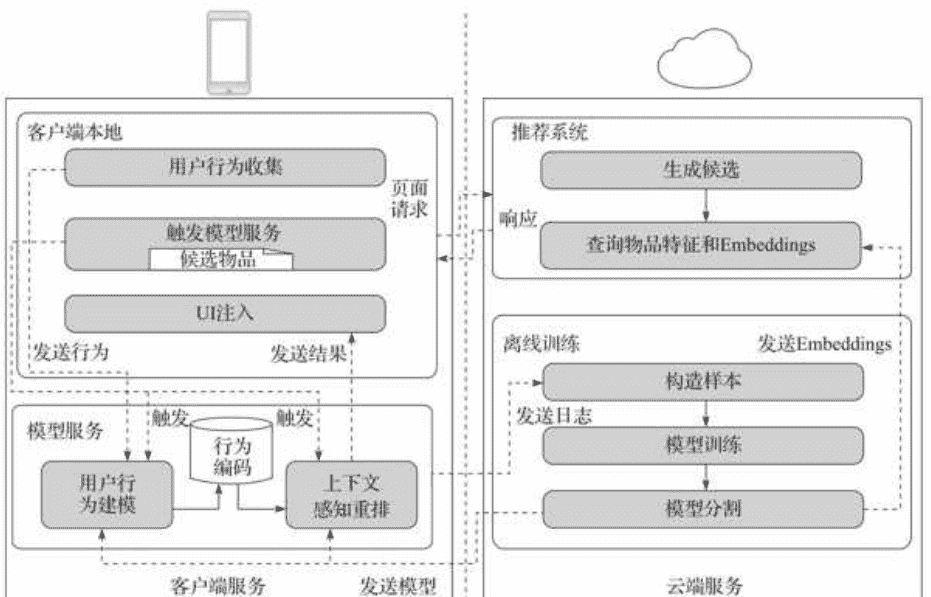 客户端本地
用户行为收集
页面
请求
触发模型服务
候选物品
UI注入
发送行为
发送结果
模型服务
触发
触发
行为
编码
用户行
为建模
上下文
感知重排
客户端服务
发送模型
推荐系统
生成候选
响应
查询物品特征和Embeddings
离线训练
发送Embeddings
构造样本
发送日志
模型训练
模型分割
云端服务